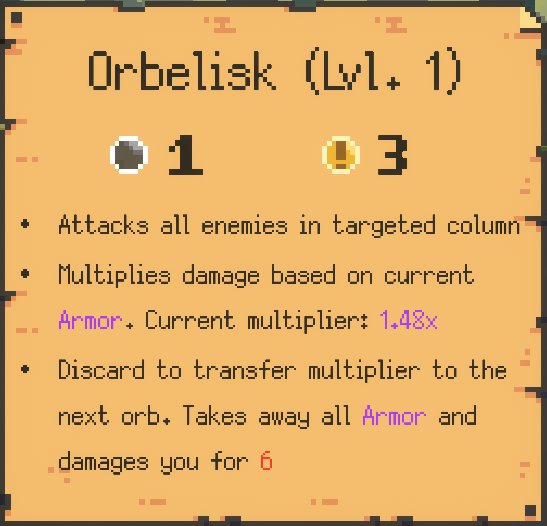 Orbelisk (Lvl. 1)
1 3
• Attacks all enemies in targeted column
• Multiplies damage based on current
Armor. Current multiplier: 1.48x
• Discard to transfer multiplier to the
next orb. Takes away all Armor and
damages you for 6